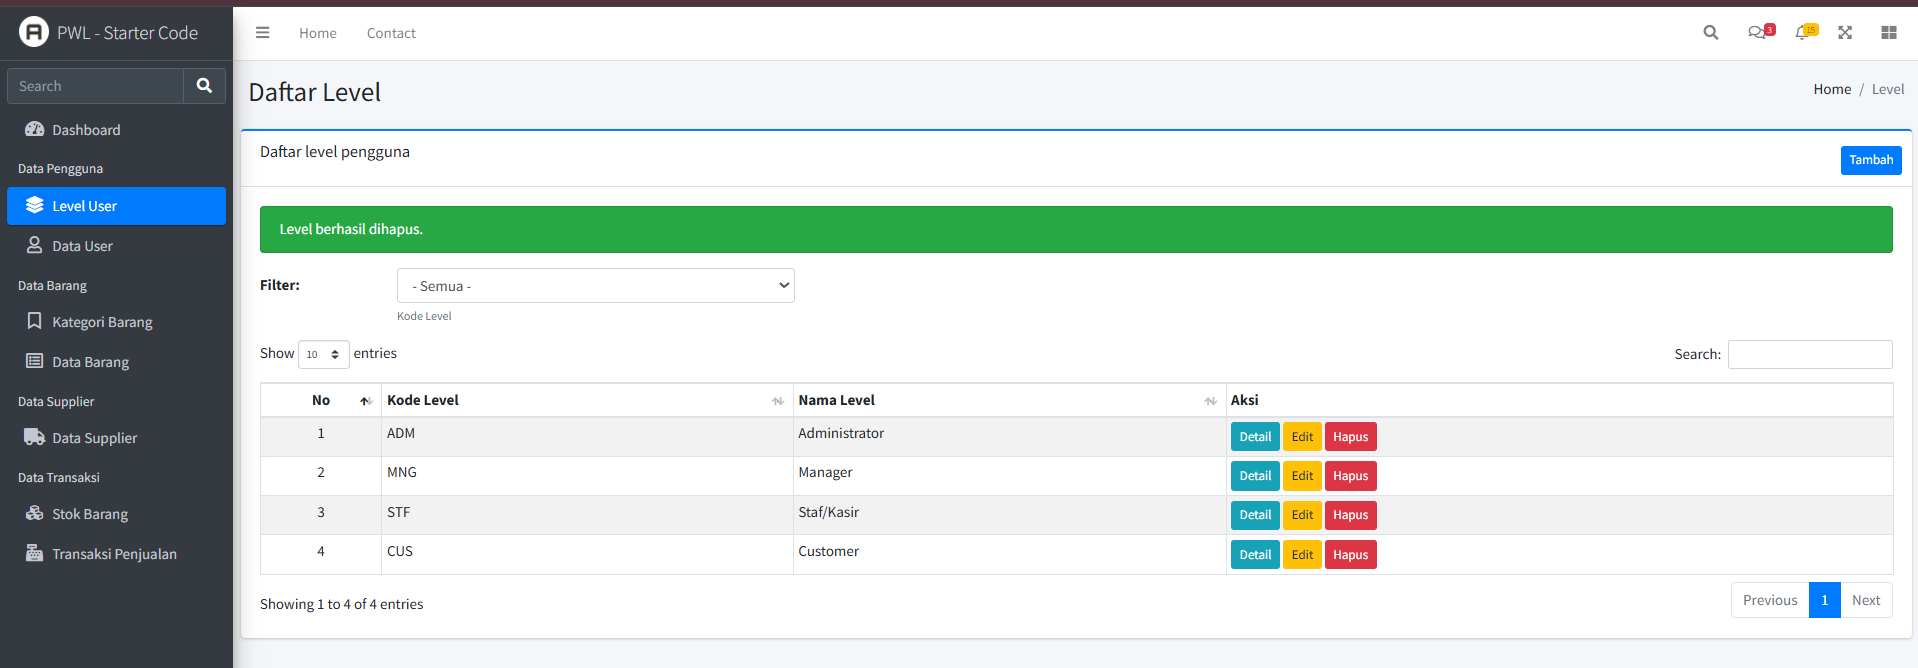 PWL - Starter Code
Home Contact
3
15
Search
Daftar Level
Home / Level
Dashboard
Data Pengguna
Level User
Data User
Data Barang
Kategori Barang
Data Barang
Data Supplier
Data Supplier
Data Transaksi
Stok Barang
Transaksi Penjualan
Daftar level pengguna
Tambah
Level berhasil dihapus.
Filter: - Semua -
Kode Level
Show 10 entries Search:
No Kode Level Nama Level Aksi
1 ADM Administrator Detail Edit Hapus
2 MNG Manager Detail Edit Hapus
3 STF Staf/Kasir Detail Edit Hapus
4 CUS Customer Detail Edit Hapus
Showing 1 to 4 of 4 entries Previous 1 Next